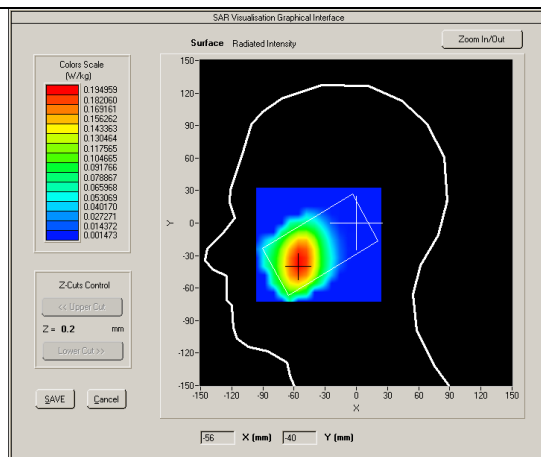 SAR Visualisation Graphical Interface
Surface Radiated Intensity
Zoom In/Out
Colors Scale
(W/kg)
0.194959
0.182060
0.169161
0.156262
0.143363
0.130464
0.117565
0.104665
0.091766
0.078867
0.065968
0.053069
0.040170
0.027271
0.014372
0.001473
Z-Cuts Control
<< Upper Cut
Z = 0.2 mm
Lower Cut >>
SAVE Cancel
150
120
90
60
30
0
-30
-60
-90
-120
-150
Y
-150 -120 -90 -60 -30 0 30 60 90 120 150
X
-56 X (mm) -40 Y (mm)